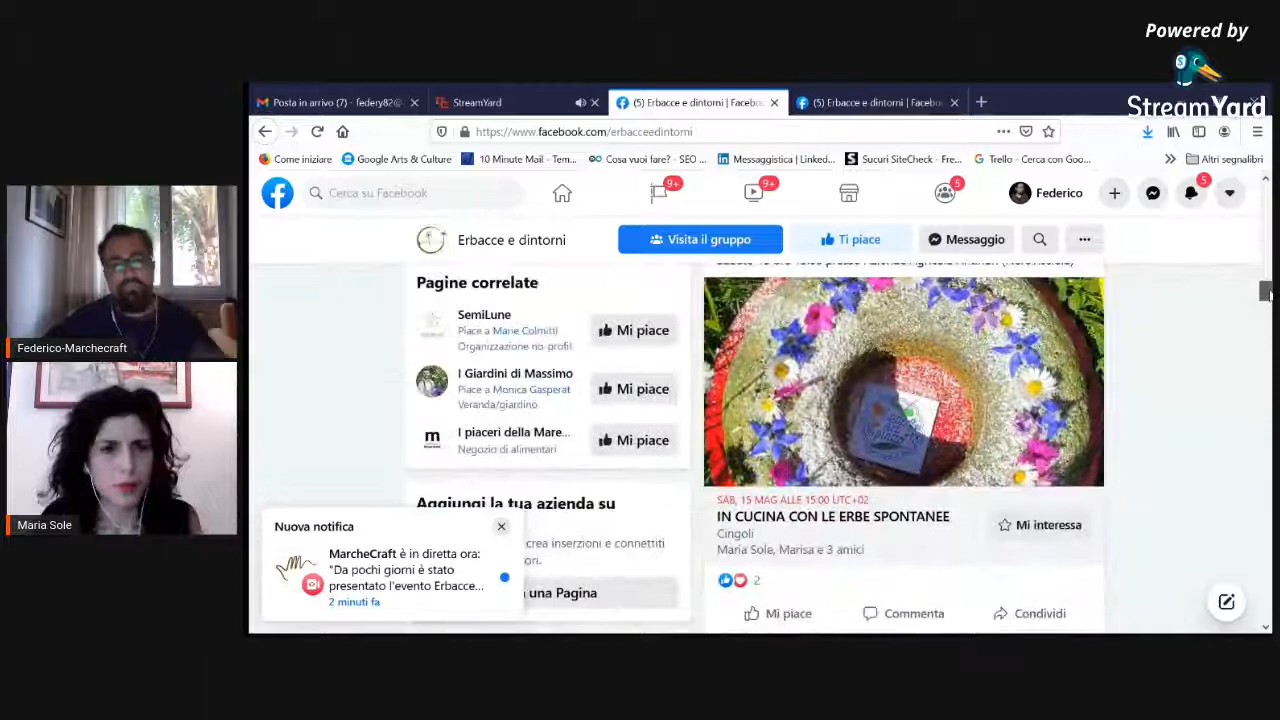 Powered by
StreamYard
Posta in arrivo (7) - federy82@
StreamYard
(5) Erbacce e dintorni | Faceboo
(5) Erbacce e dintorni | Faceboo
https://www.facebook.com/erbacceedintorni
Come iniziare
Google Arts & Culture
10 Minute Mail - Tem...
Cosa vuoi fare? - SEO ...
Messaggistica | Linked...
Sucuri SiteCheck - Fre...
Trello - Cerca con Goo...
Altri segnalibri
Cerca su Facebook
9+
9+
5
Federico
5
Erbacce e dintorni
Visita il gruppo
Ti piace
Messaggio
Pagine correlate
SemiLune
Piace a Mane Colmitti
Organizzazione no-profit
Mi piace
I Giardini di Massimo
Piace a Monica Gasperat
Veranda/giardino
Mi piace
m
I piaceri della Mare...
Negozio di alimentari
Mi piace
Aggiungi la tua azienda su
crea inserzioni e connettiti
ori.
una Pagina
Nuova notifica
MarcheCraft è in diretta ora:
"Da pochi giorni è stato
presentato l'evento Erbacce...
2 minuti fa
SAB, 15 MAG ALLE 15:00 UTC+02
IN CUCINA CON LE ERBE SPONTANEE
Cingoli
Maria Sole, Marisa e 3 amici
Mi interessa
2
Mi piace
Commenta
Condividi
Federico-Marchecraft
Maria Sole